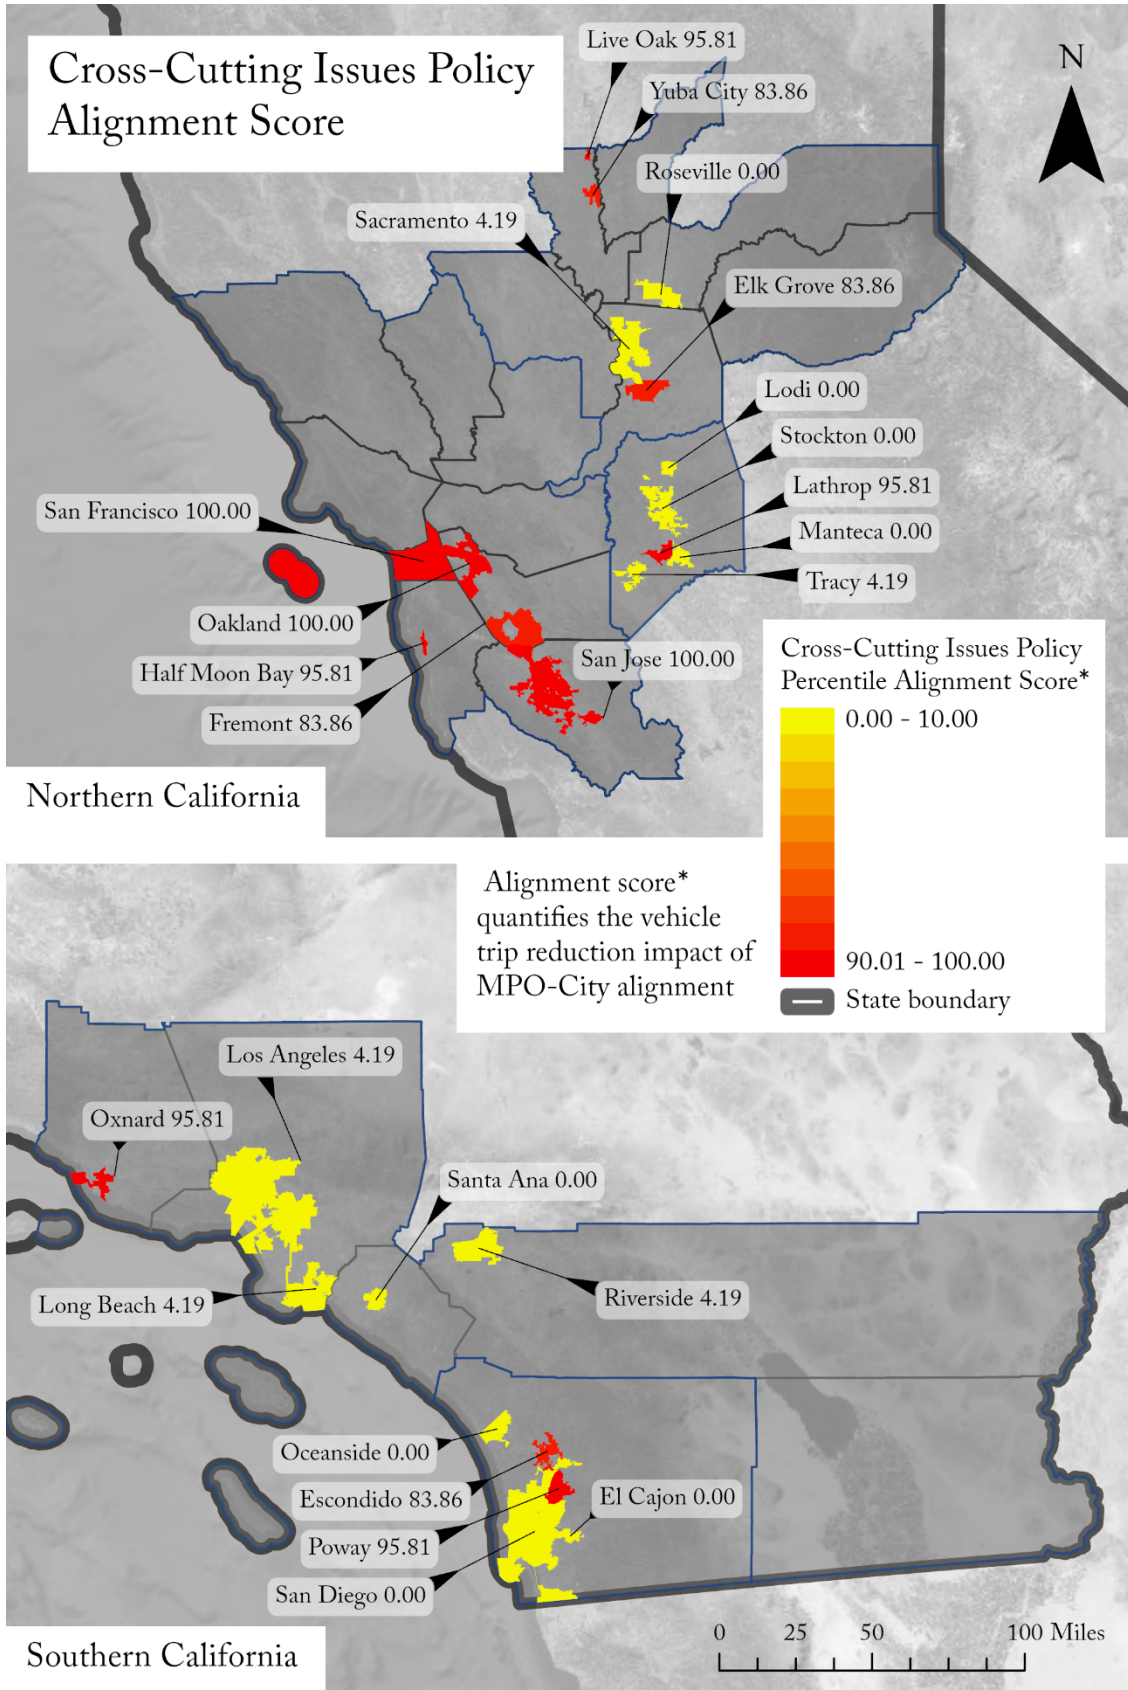 Cross-Cutting Issues Policy
Alignment Score
Live Oak 95.81
Yuba City 83.86
N
Roseville 0.00
Sacramento 4.19
Elk Grove 83.86
Lodi 0.00
Stockton 0.00
Lathrop 95.81
San Francisco 100.00
Manteca 0.00
Tracy 4.19
Oakland 100.00
Half Moon Bay 95.81
San Jose 100.00
Fremont 83.86
Northern California
Cross-Cutting Issues Policy
Percentile Alignment Score*
0.00 - 10.00
90.01 - 100.00
State boundary
Alignment score*
quantifies the vehicle
trip reduction impact of
MPO-City alignment
Los Angeles 4.19
Oxnard 95.81
Santa Ana 0.00
Long Beach 4.19
Riverside 4.19
Oceanside 0.00
Escondido 83.86
El Cajon 0.00
Poway 95.81
San Diego 0.00
Southern California
0 25 50 100 Miles